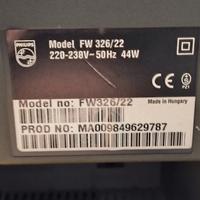 PHILIPS
Model FW 326/22
220-230V~50Hz 44W
Made in Hungary
Model no: FW326/22
PROD NO: MA009849629787